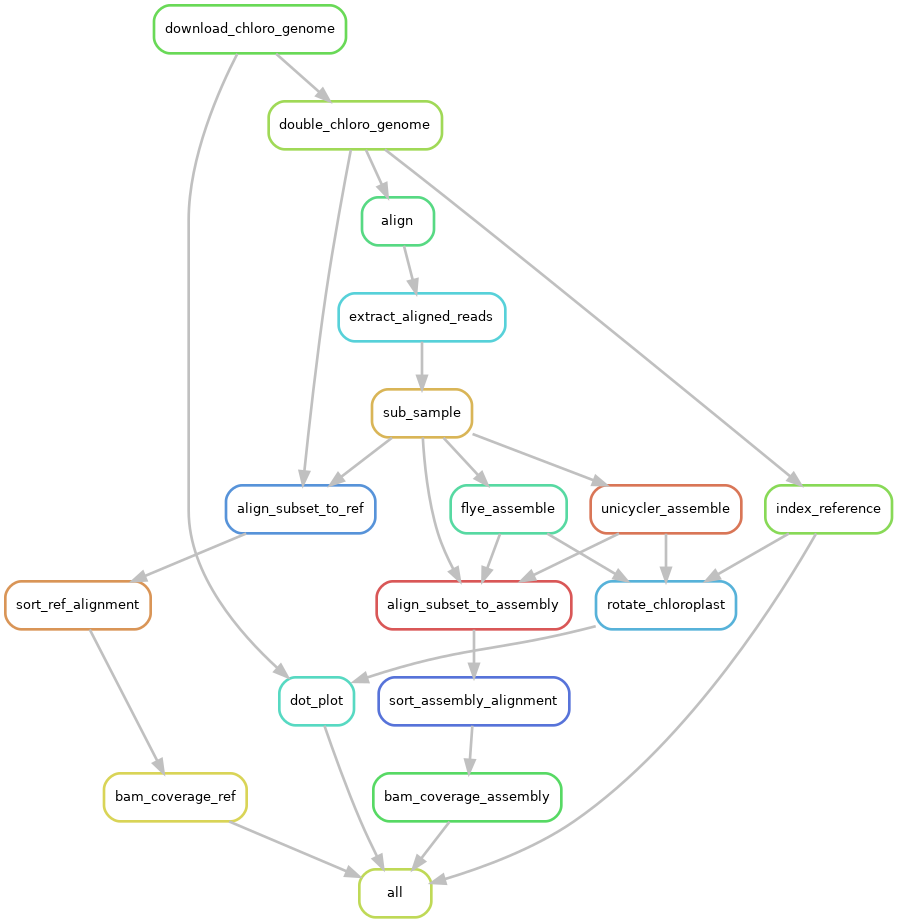 download_chloro_genome
double_chloro_genome
align
extract_aligned_reads
sub_sample
align_subset_to_ref
flye_assemble
unicycler_assemble
index_reference
sort_ref_alignment
align_subset_to_assembly
rotate_chloroplast
dot_plot
sort_assembly_alignment
bam_coverage_ref
bam_coverage_assembly
all